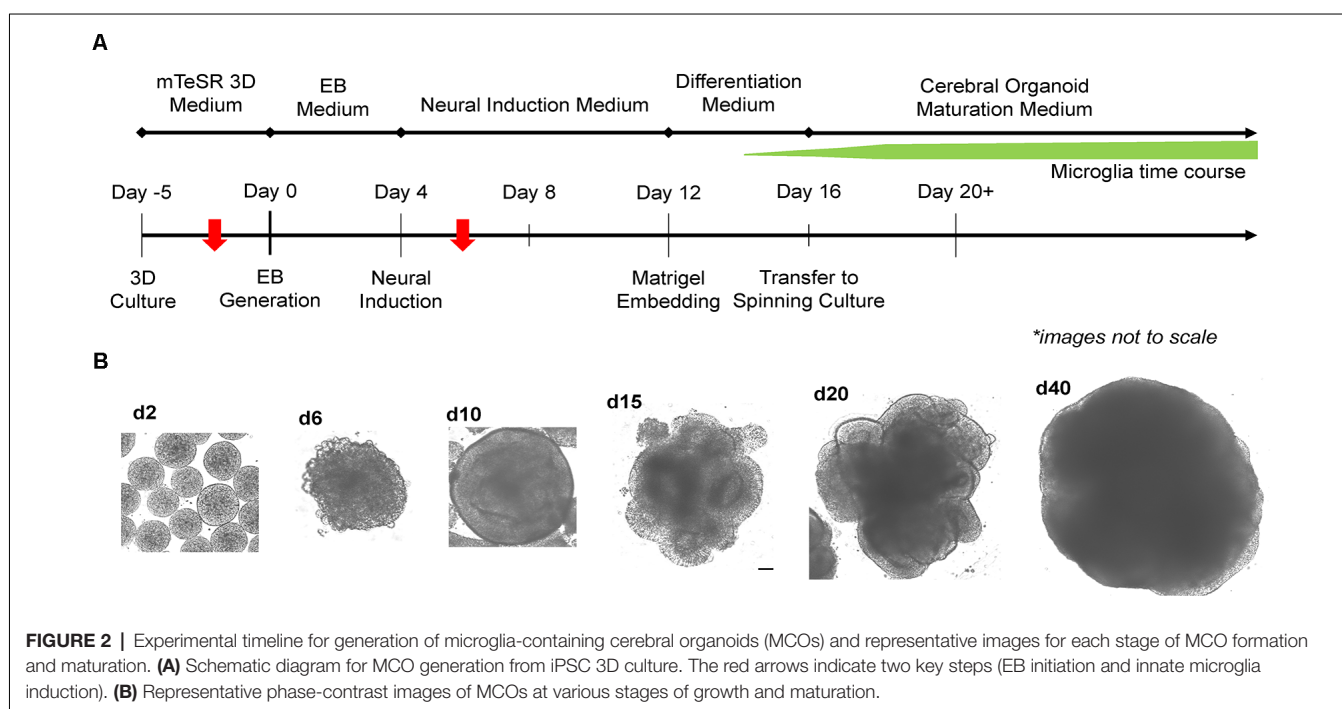 A
mTeSR 3D
Medium
EB
Medium
Neural Induction Medium
Differentiation
Medium
Cerebral Organoid
Maturation Medium
Microglia time course
Day -5
Day 0
Day 4
Day 8
Day 12
Day 16
Day 20+
3D
Culture
EB
Generation
Neural
Induction
Matrigel
Embedding
Transfer to
Spinning Culture
*images not to scale
B
d2
d6
d10
d15
d20
d40
FIGURE 2 | Experimental timeline for generation of microglia-containing cerebral organoids (MCOs) and representative images for each stage of MCO formation
and maturation. (A) Schematic diagram for MCO generation from iPSC 3D culture. The red arrows indicate two key steps (EB initiation and innate microglia
induction). (B) Representative phase-contrast images of MCOs at various stages of growth and maturation.